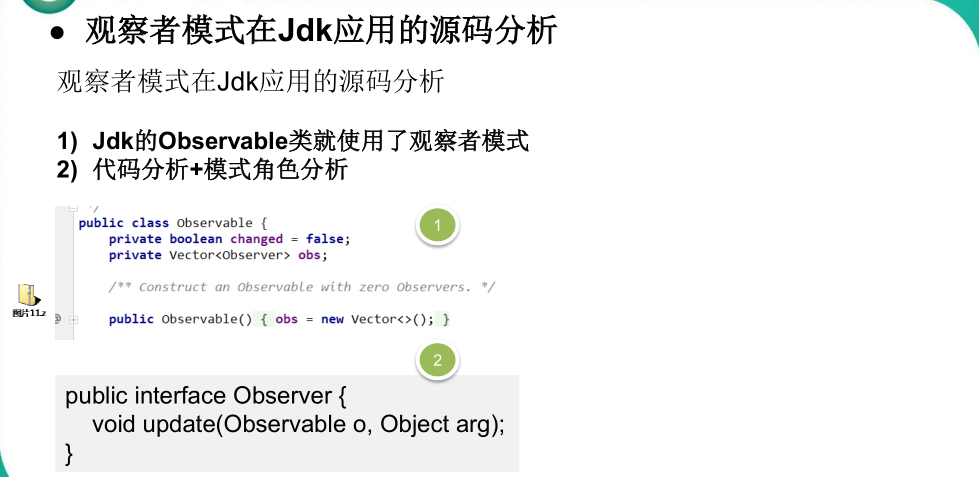 ● 观察者模式在Jdk应用的源码分析
观察者模式在Jdk应用的源码分析
1) Jdk的Observable类就使用了观察者模式
2) 代码分析+模式角色分析
*/
public class Observable {
private boolean changed = false;
private Vector<Observer> obs;
1
/** Construct an Observable with zero Observers. */
图片11.z
@
public Observable() { obs = new Vector<>(); }
2
public interface Observer {
void update(Observable o, Object arg);
}